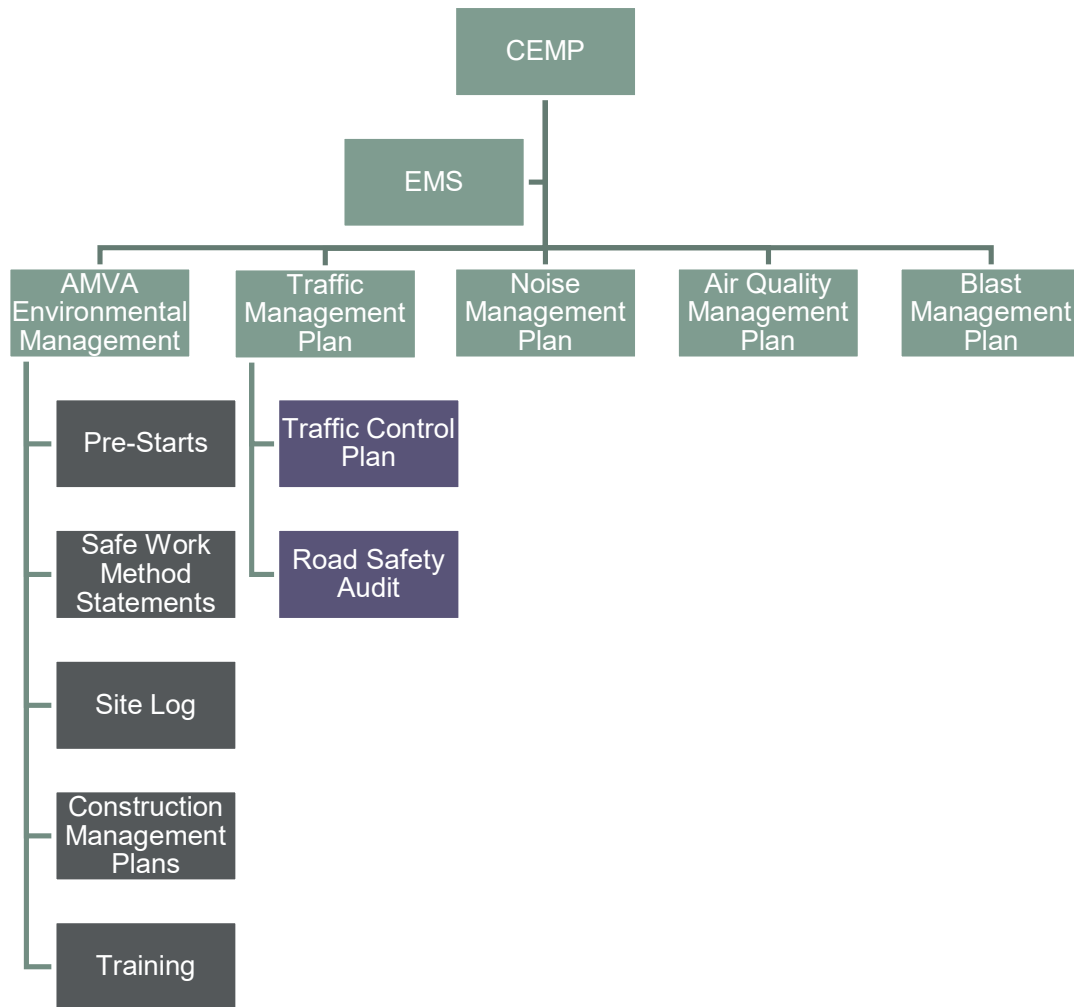 CEMP
EMS
AMVA
Environmental
Management
Traffic
Management
Plan
Noise
Management
Plan
Air Quality
Management
Plan
Blast
Management
Plan
Pre-Starts
Safe Work
Method
Statements
Site Log
Construction
Management
Plans
Training
Traffic Control
Plan
Road Safety
Audit